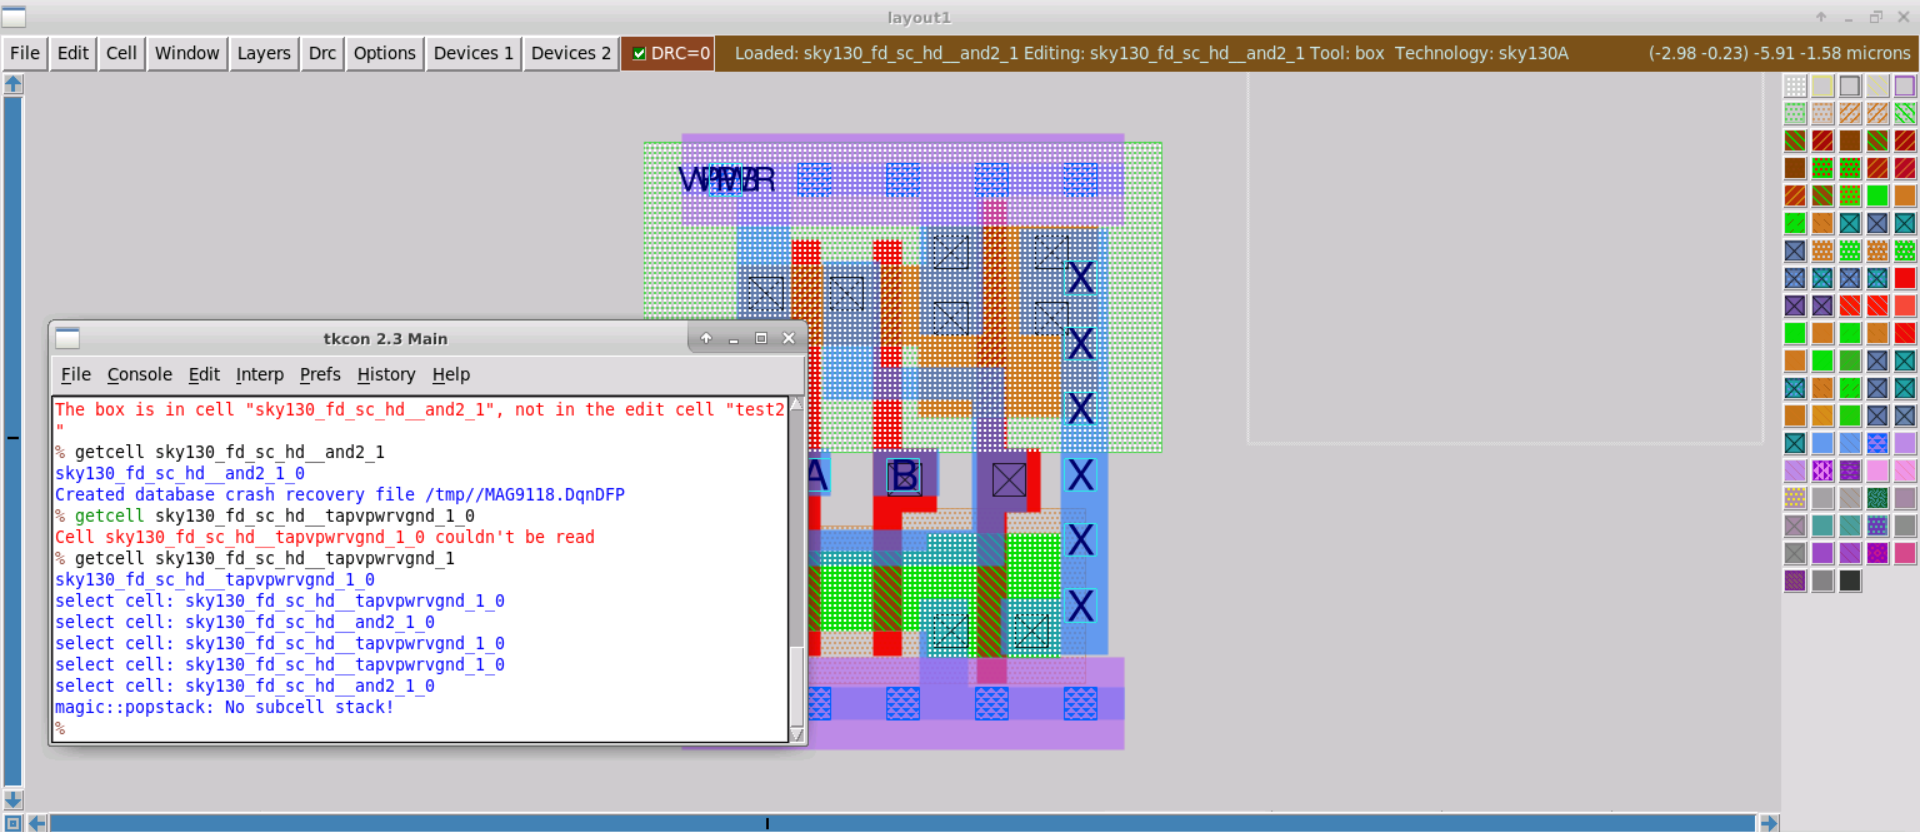 layout1
File Edit Cell Window Layers Drc Options Devices 1 Devices 2 DRC=0 Loaded: sky130_fd_sc_hd__and2_1 Editing: sky130_fd_sc_hd__and2_1 Tool: box Technology: sky130A (-2.98 -0.23) -5.91 -1.58 microns
X
X
X
A B X
X
X
tkcon 2.3 Main
File Console Edit Interp Prefs History Help
The box is in cell "sky130_fd_sc_hd__and2_1", not in the edit cell "test2
"
% getcell sky130_fd_sc_hd__and2_1
sky130_fd_sc_hd__and2_1_0
Created database crash recovery file /tmp//MAG9118.DqnDFP
% getcell sky130_fd_sc_hd__tapvpwrvgnd_1_0
Cell sky130_fd_sc_hd__tapvpwrvgnd_1_0 couldn't be read
% getcell sky130_fd_sc_hd__tapvpwrvgnd_1
sky130_fd_sc_hd__tapvpwrvgnd_1_0
select cell: sky130_fd_sc_hd__tapvpwrvgnd_1_0
select cell: sky130_fd_sc_hd__and2_1_0
select cell: sky130_fd_sc_hd__tapvpwrvgnd_1_0
select cell: sky130_fd_sc_hd__tapvpwrvgnd_1_0
select cell: sky130_fd_sc_hd__and2_1_0
magic::popstack: No subcell stack!
%